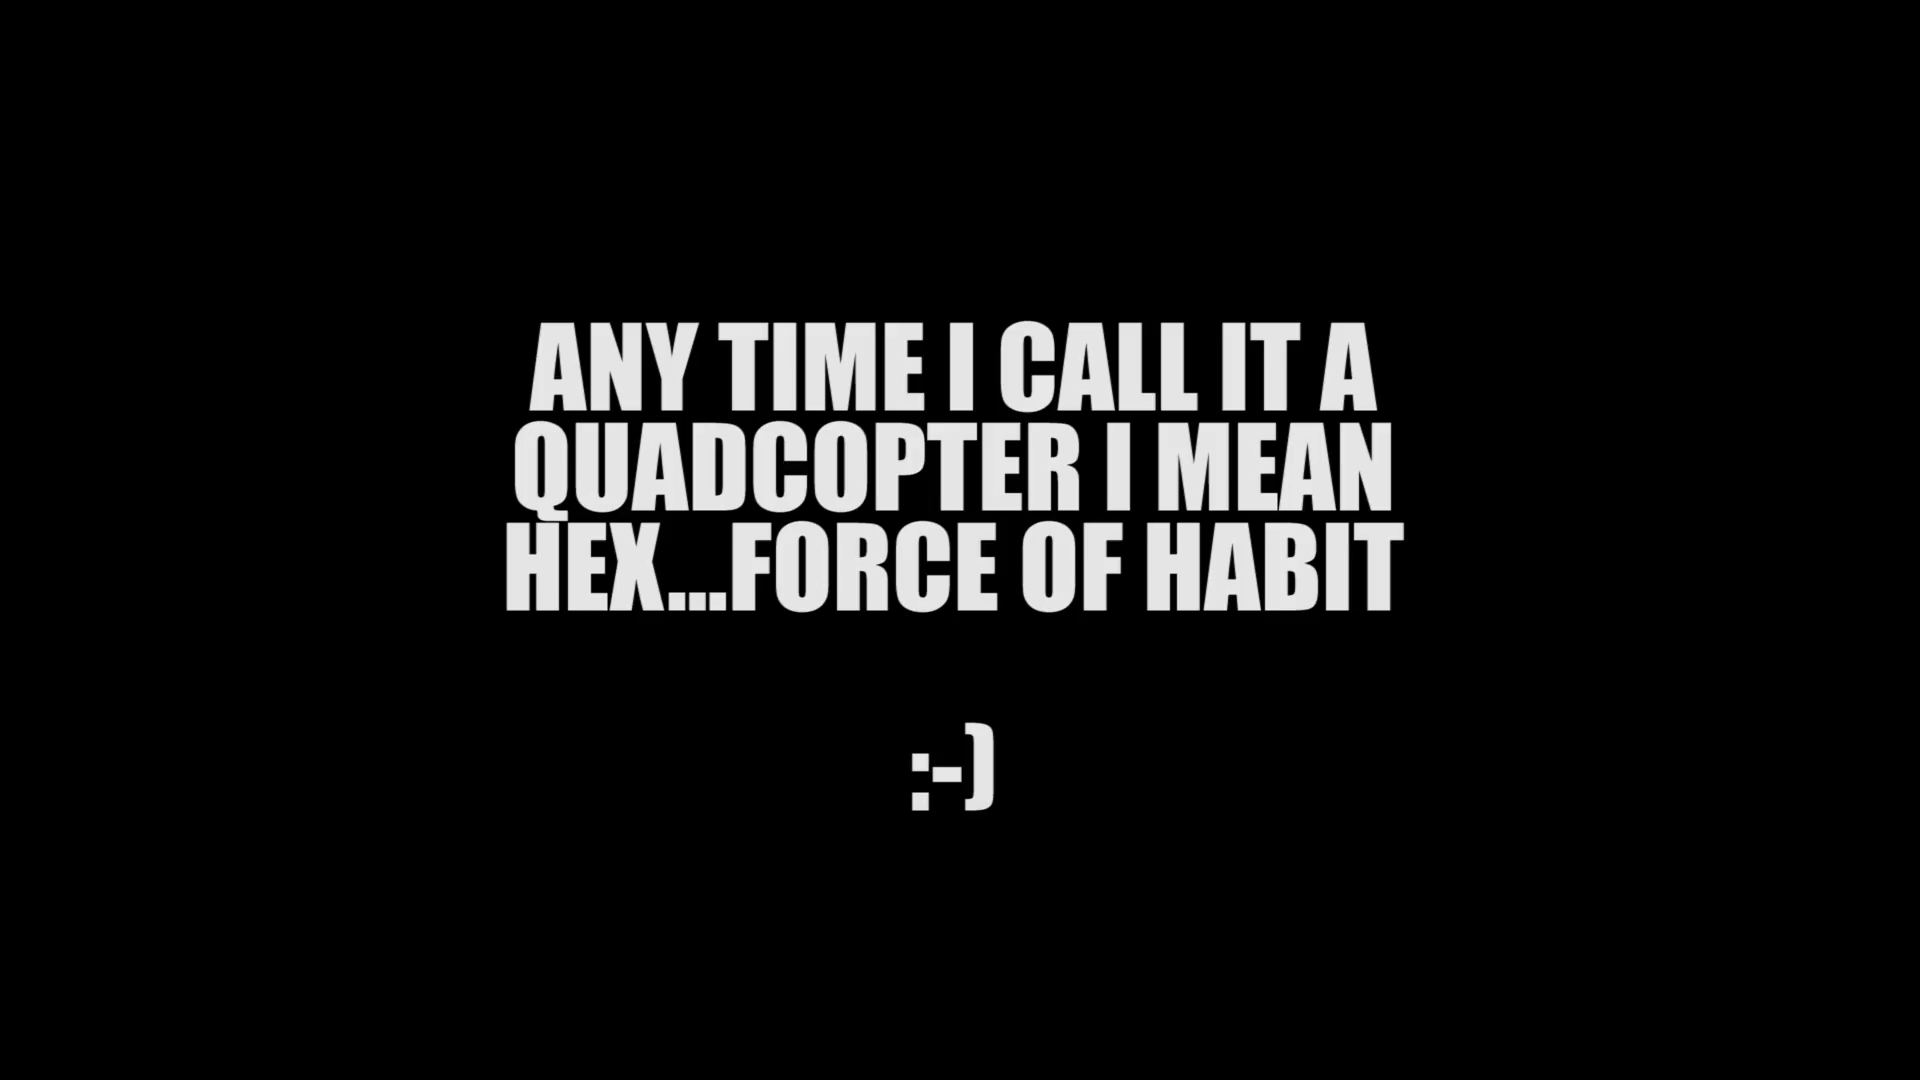 ANY TIME I CALL IT A
QUADCOPTER I MEAN
HEX...FORCE OF HABIT
:-)